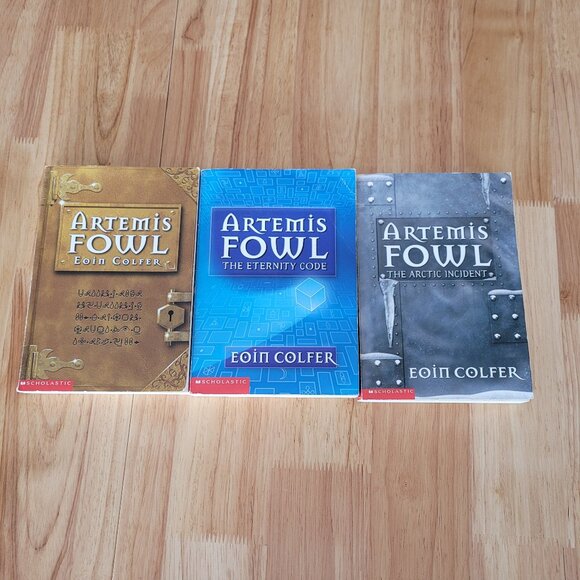 ARTEMIS
FOWL
EOIN COLFER
SCHOLASTIC
ARTEMIS
FOWL
THE ETERNITY CODE
EOIN COLFER
SCHOLASTIC
ARTEMIS
FOWL
THE ARCTIC INCIDENT
EOIN COLFER
SCHOLASTIC